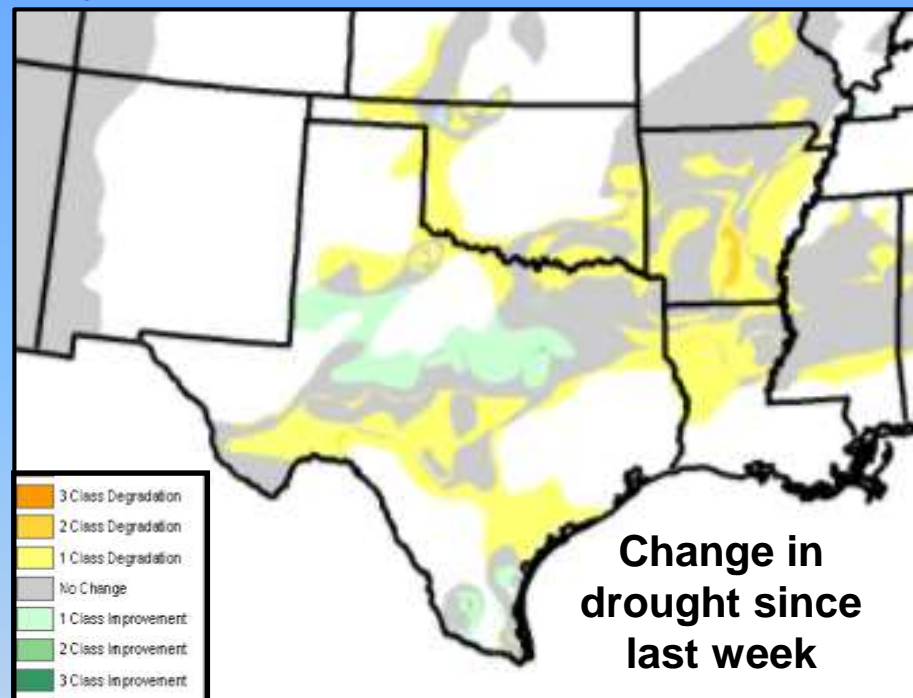 3 Class Degradation
2 Class Degradation
1 Class Degradation
No Change
1 Class Improvement
2 Class Improvement
3 Class Improvement
Change in
drought since
last week